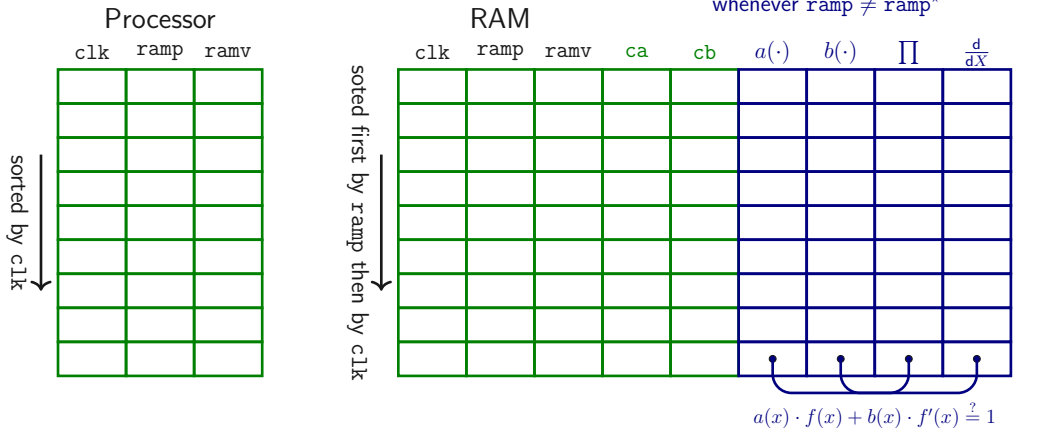 whenever ramp ≠ ramp*
Processor
RAM
clk ramp ramv
clk ramp ramv ca cb a(·) b(·) ∏ d/dX
sorted by clk
soted first by ramp then by clk
a(x) · f(x) + b(x) · f′(x) ≟ 1